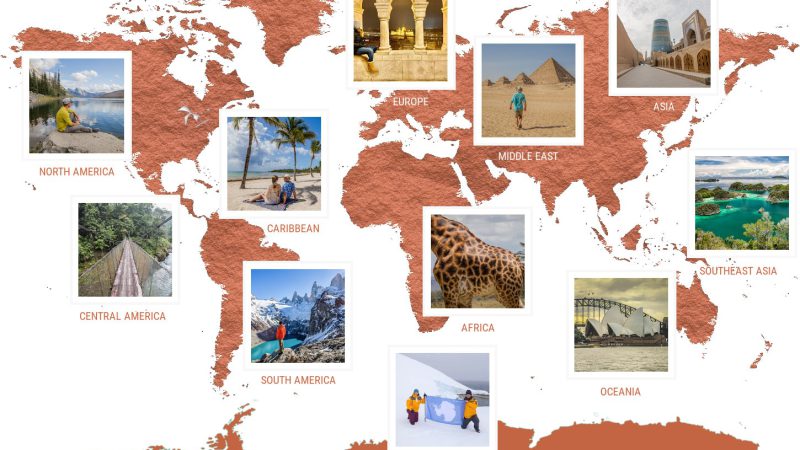 EUROPE
ASIA
MIDDLE EAST
NORTH AMERICA
CARIBBEAN
SOUTHEAST ASIA
CENTRAL AMERICA
AFRICA
SOUTH AMERICA
OCEANIA